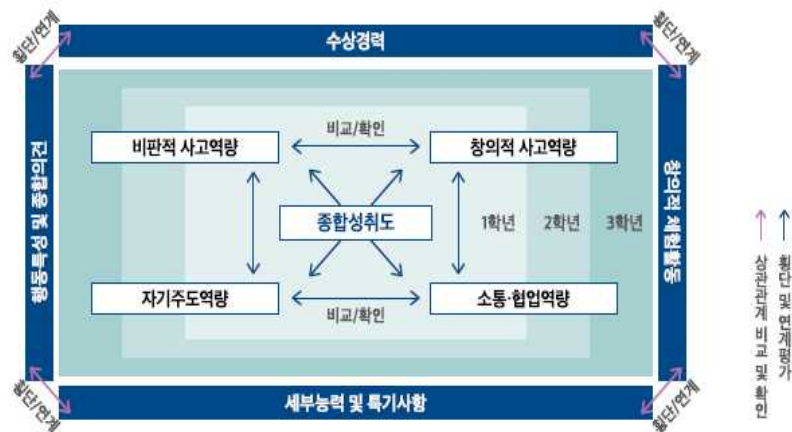 횡단/연계
수상경력
횡단/연계
행동특성 및 종합의견
비판적 사고역량
비교/확인
창의적 사고역량
종합성취도
1학년
2학년
3학년
자기주도역량
비교/확인
소통·협업역량
창의적 체험활동
횡단/연계
세부능력 및 특기사항
횡단/연계
상관관계 비교 및 확인
횡단 및 연계평가